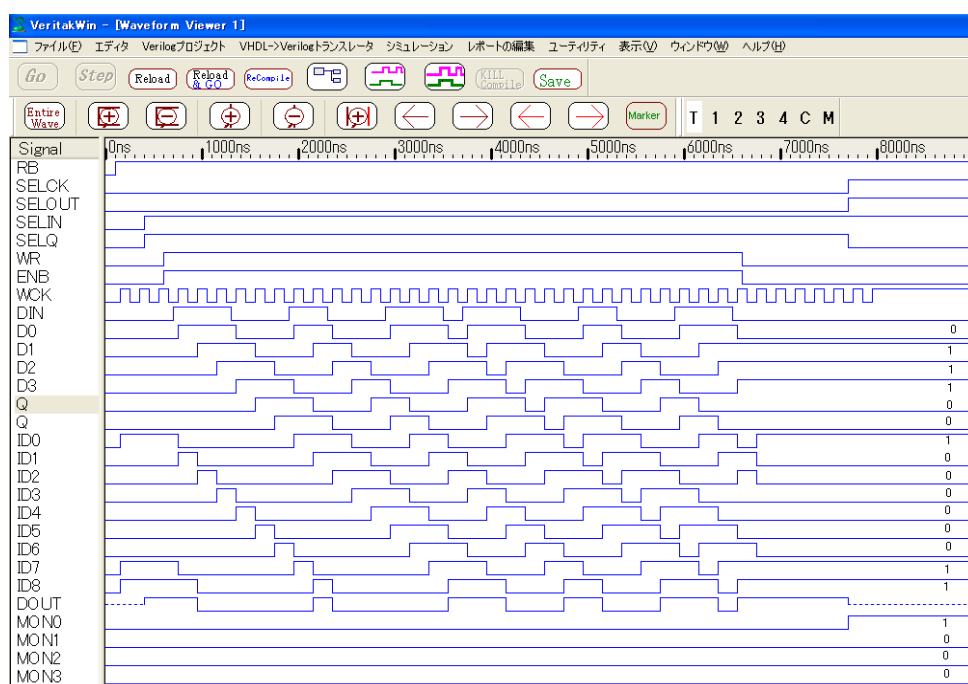 VeritakWin - [Waveform Viewer 1]
ファイル(F) エディタ Verilogプロジェクト VHDL->Verilogトランスレータ シミュレーション レポートの編集 ユーティリティ 表示(V) ウィンドウ(W) ヘルプ(H)
Go Step Reload Reload & GO ReCompile KILL Compile Save
Entire Wave Marker T 1 2 3 4 C M
Signal 0ns 1000ns 2000ns 3000ns 4000ns 5000ns 6000ns 7000ns 8000ns
RB
SELCK
SELOUT
SELIN
SELQ
WR
ENB
WCK
DIN
D0 0
D1 1
D2 1
D3 1
Q 0
Q 0
ID0 1
ID1 0
ID2 0
ID3 0
ID4 0
ID5 0
ID6 0
ID7 1
ID8 1
DOUT
MON0 1
MON1 0
MON2 0
MON3 0